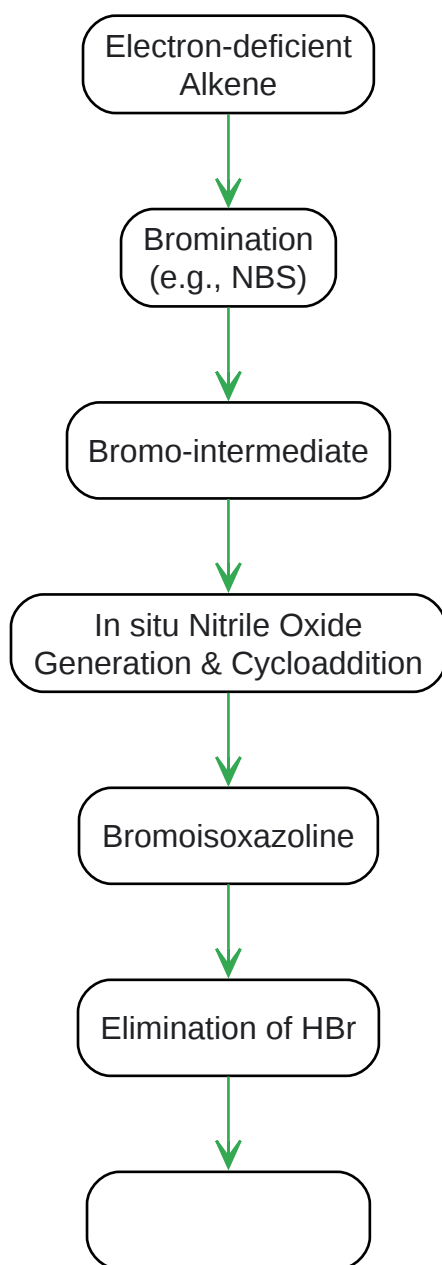 Electron-deficient
Alkene
Bromination
(e.g., NBS)
Bromo-intermediate
In situ Nitrile Oxide
Generation & Cycloaddition
Bromoisoxazoline
Elimination of HBr